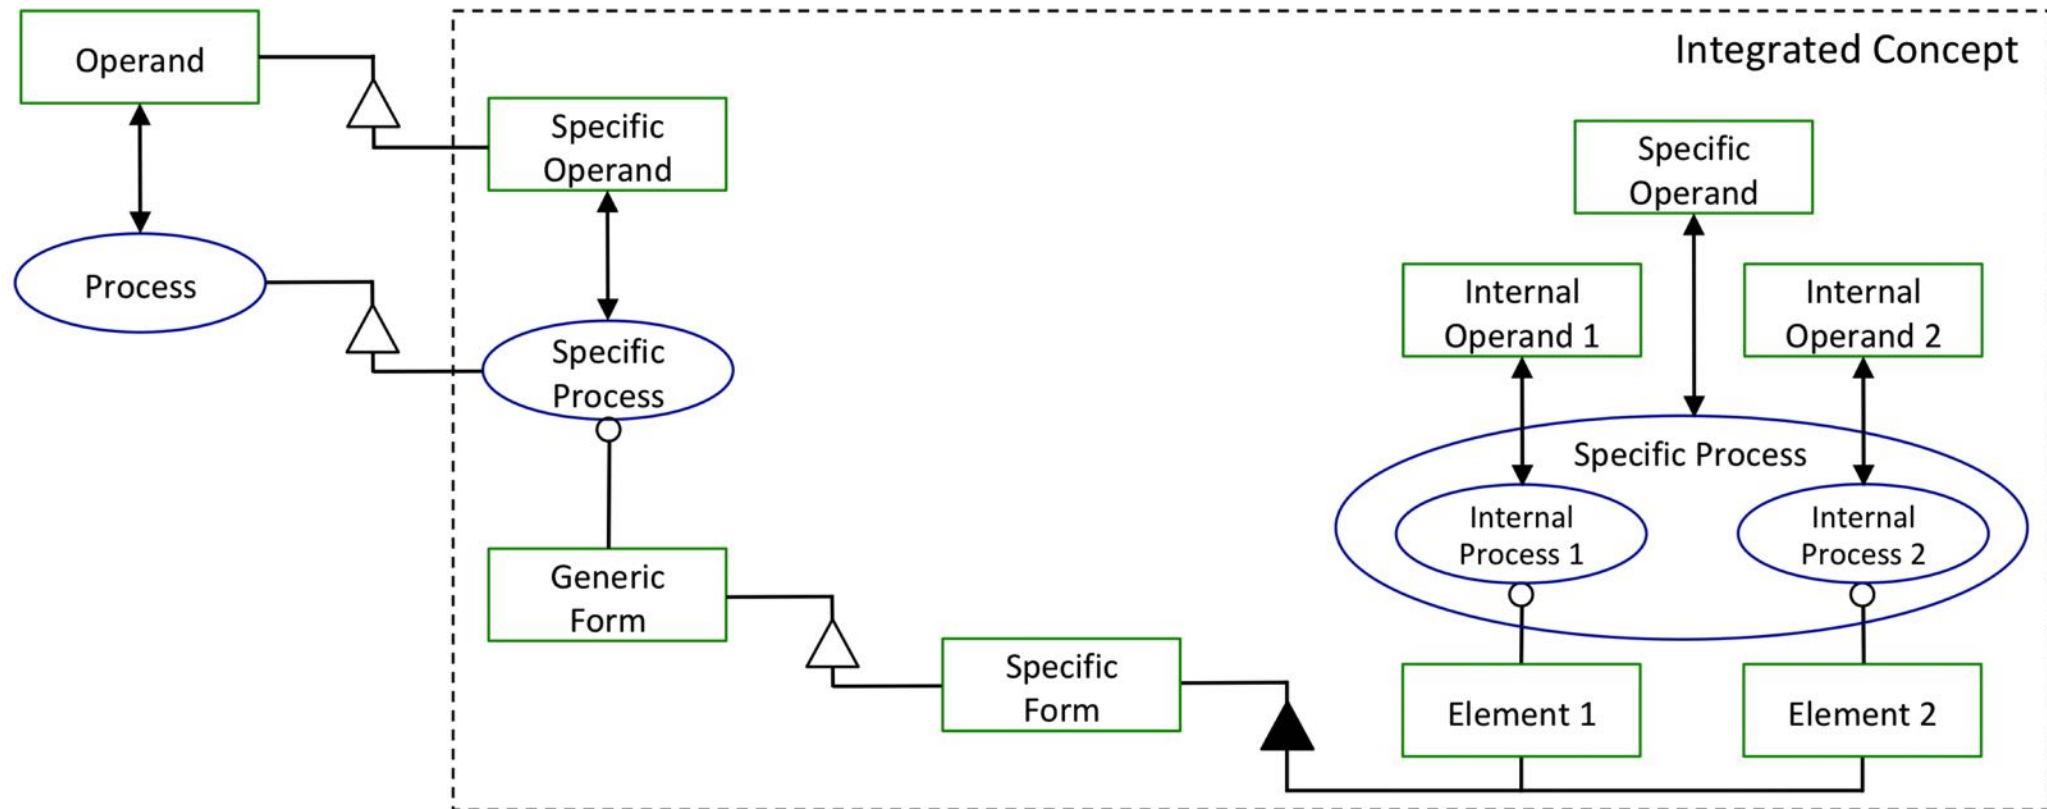 Integrated Concept
Operand
Specific
Operand
Process
Specific
Process
Generic
Form
Specific
Form
Specific
Operand
Internal
Operand 1
Internal
Operand 2
Specific Process
Internal
Process 1
Internal
Process 2
Element 1
Element 2